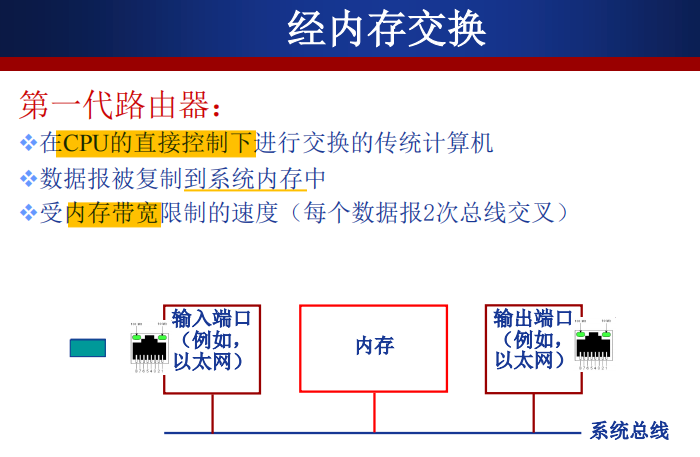 经内存交换
第一代路由器：
❖在CPU的直接控制下进行交换的传统计算机
❖数据报被复制到系统内存中
❖受内存带宽限制的速度（每个数据报2次总线交叉）
输入端口
（例如，
以太网）
内存
输出端口
（例如，
以太网）
系统总线